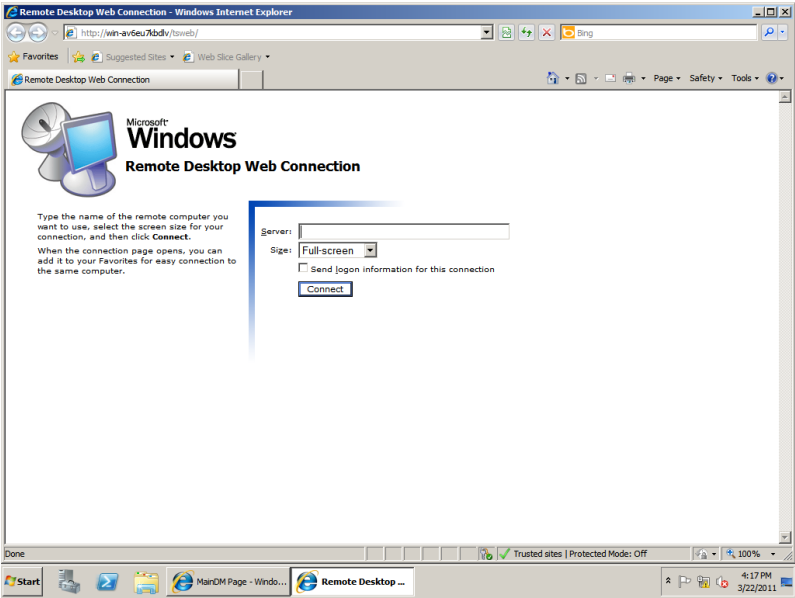 Remote Desktop Web Connection - Windows Internet Explorer
http://win-av6eu7kbdlv/tsweb/
Bing
Favorites
Suggested Sites
Web Slice Gallery
Remote Desktop Web Connection
Page
Safety
Tools
Microsoft
Windows
Remote Desktop Web Connection
Type the name of the remote computer you
want to use, select the screen size for your
connection, and then click Connect.
When the connection page opens, you can
add it to your Favorites for easy connection to
the same computer.
Server:
Size:
Full-screen
Send logon information for this connection
Connect
Done
Trusted sites | Protected Mode: Off
100%
Start
MainDM Page - Windo...
Remote Desktop ...
4:17 PM
3/22/2011